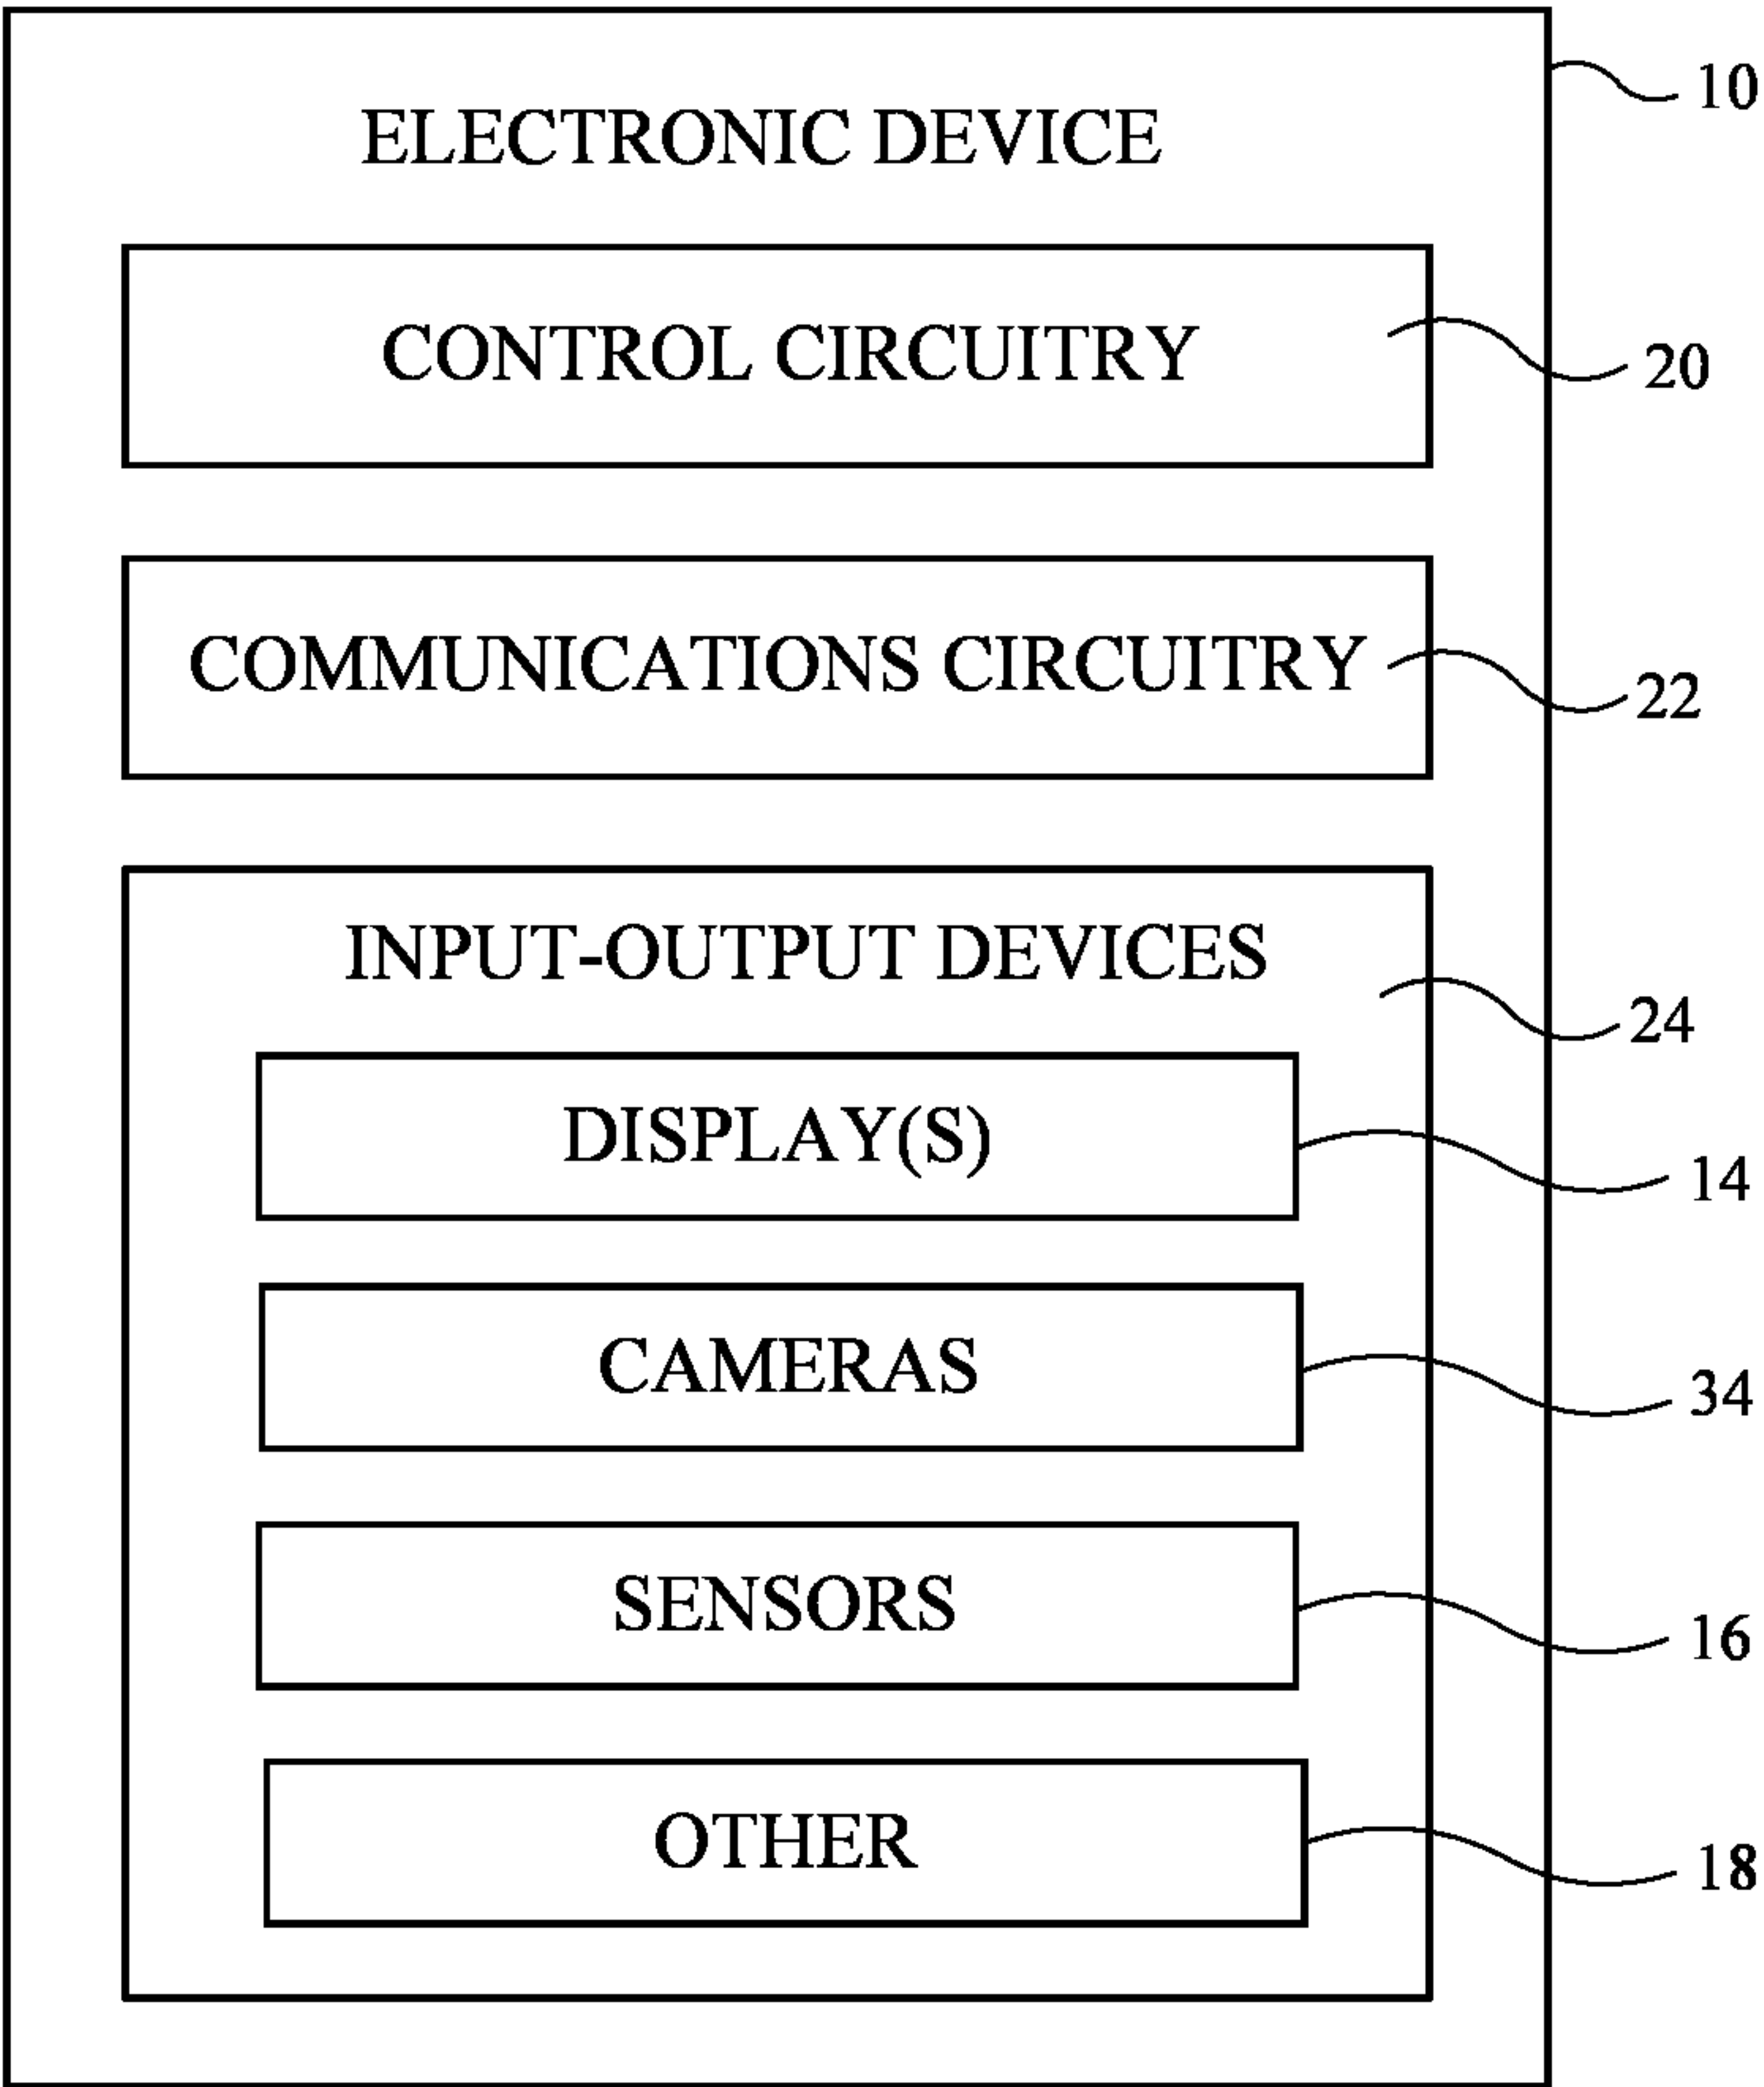 ELECTRONIC DEVICE
10
CONTROL CIRCUITRY
20
COMMUNICATIONS CIRCUITRY
22
INPUT-OUTPUT DEVICES
24
DISPLAY(S)
14
CAMERAS
34
SENSORS
16
OTHER
18